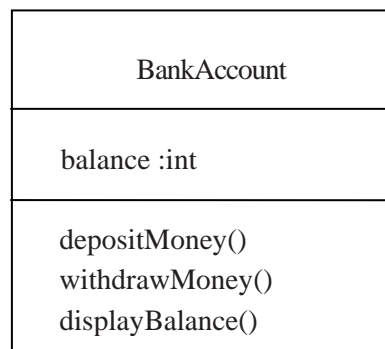 BankAccount
balance :int
depositMoney()
withdrawMoney()
displayBalance()